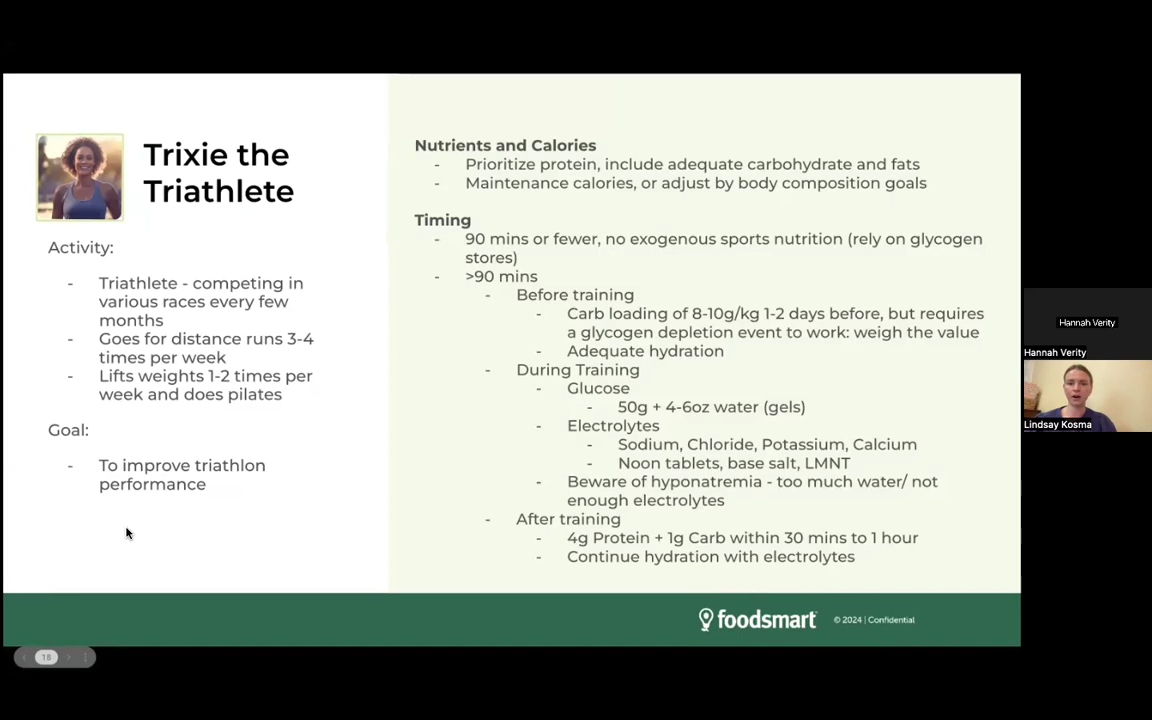 Trixie the
Triathlete
Activity:
- Triathlete - competing in
various races every few
months
- Goes for distance runs 3-4
times per week
- Lifts weights 1-2 times per
week and does pilates
Goal:
- To improve triathlon
performance
Nutrients and Calories
- Prioritize protein, include adequate carbohydrate and fats
- Maintenance calories, or adjust by body composition goals
Timing
- 90 mins or fewer, no exogenous sports nutrition (rely on glycogen
stores)
- >90 mins
- Before training
- Carb loading of 8-10g/kg 1-2 days before, but requires
a glycogen depletion event to work: weigh the value
- Adequate hydration
- During Training
- Glucose
- 50g + 4-6oz water (gels)
- Electrolytes
- Sodium, Chloride, Potassium, Calcium
- Noon tablets, base salt, LMNT
- Beware of hyponatremia - too much water/ not
enough electrolytes
- After training
- 4g Protein + 1g Carb within 30 mins to 1 hour
- Continue hydration with electrolytes
foodsmart
© 2024 | Confidential
18
Hannah Verity
Hannah Verity
Lindsay Kosma